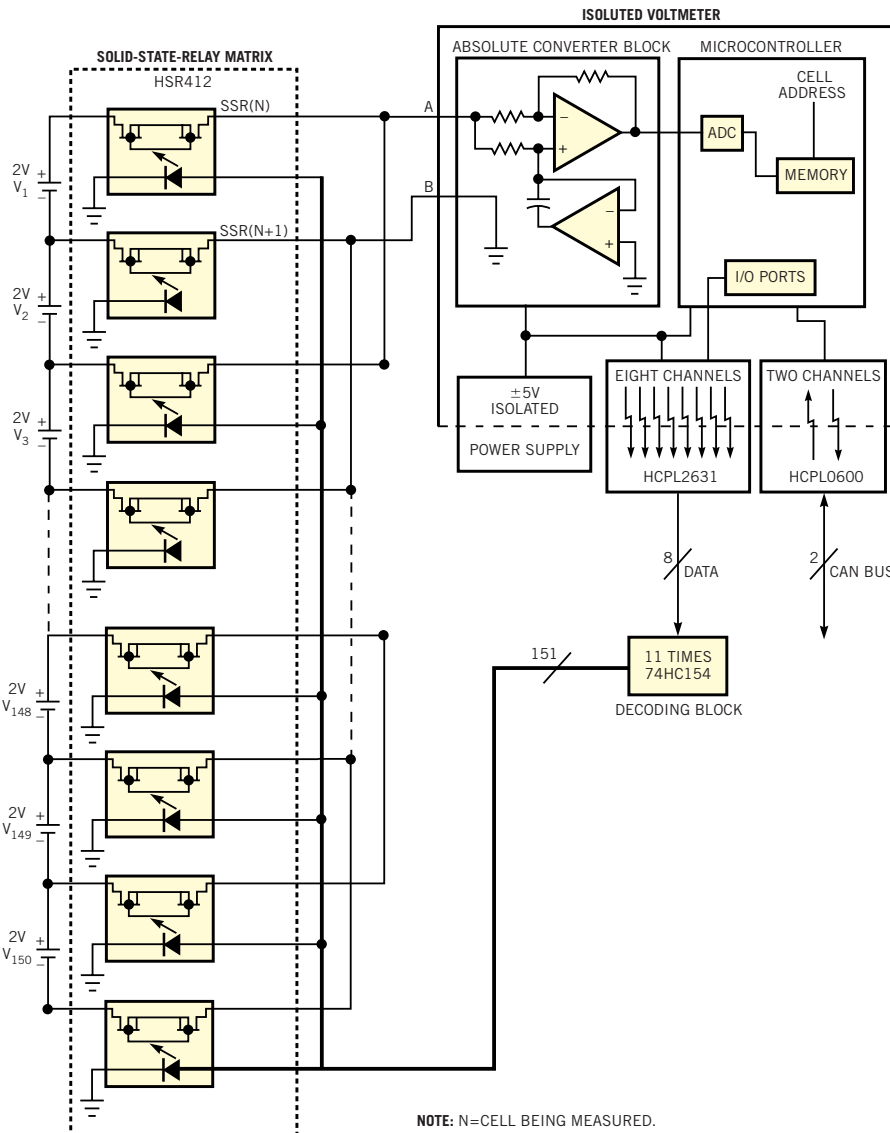 ISOLUTED VOLTMETER
SOLID-STATE-RELAY MATRIX
HSR412
ABSOLUTE CONVERTER BLOCK
MICROCONTROLLER
CELL
ADDRESS
SSR(N)
A
−
+
ADC
MEMORY
2V
V1
+
−
B
−
+
SSR(N+1)
I/O PORTS
2V
V2
+
−
±5V
ISOLATED
POWER SUPPLY
EIGHT CHANNELS
HCPL2631
TWO CHANNELS
HCPL0600
2V
V3
+
−
8
DATA
2
CAN BUS
151
11 TIMES
74HC154
DECODING BLOCK
2V
V148
+
−
2V
V149
+
−
2V
V150
+
−
NOTE: N=CELL BEING MEASURED.